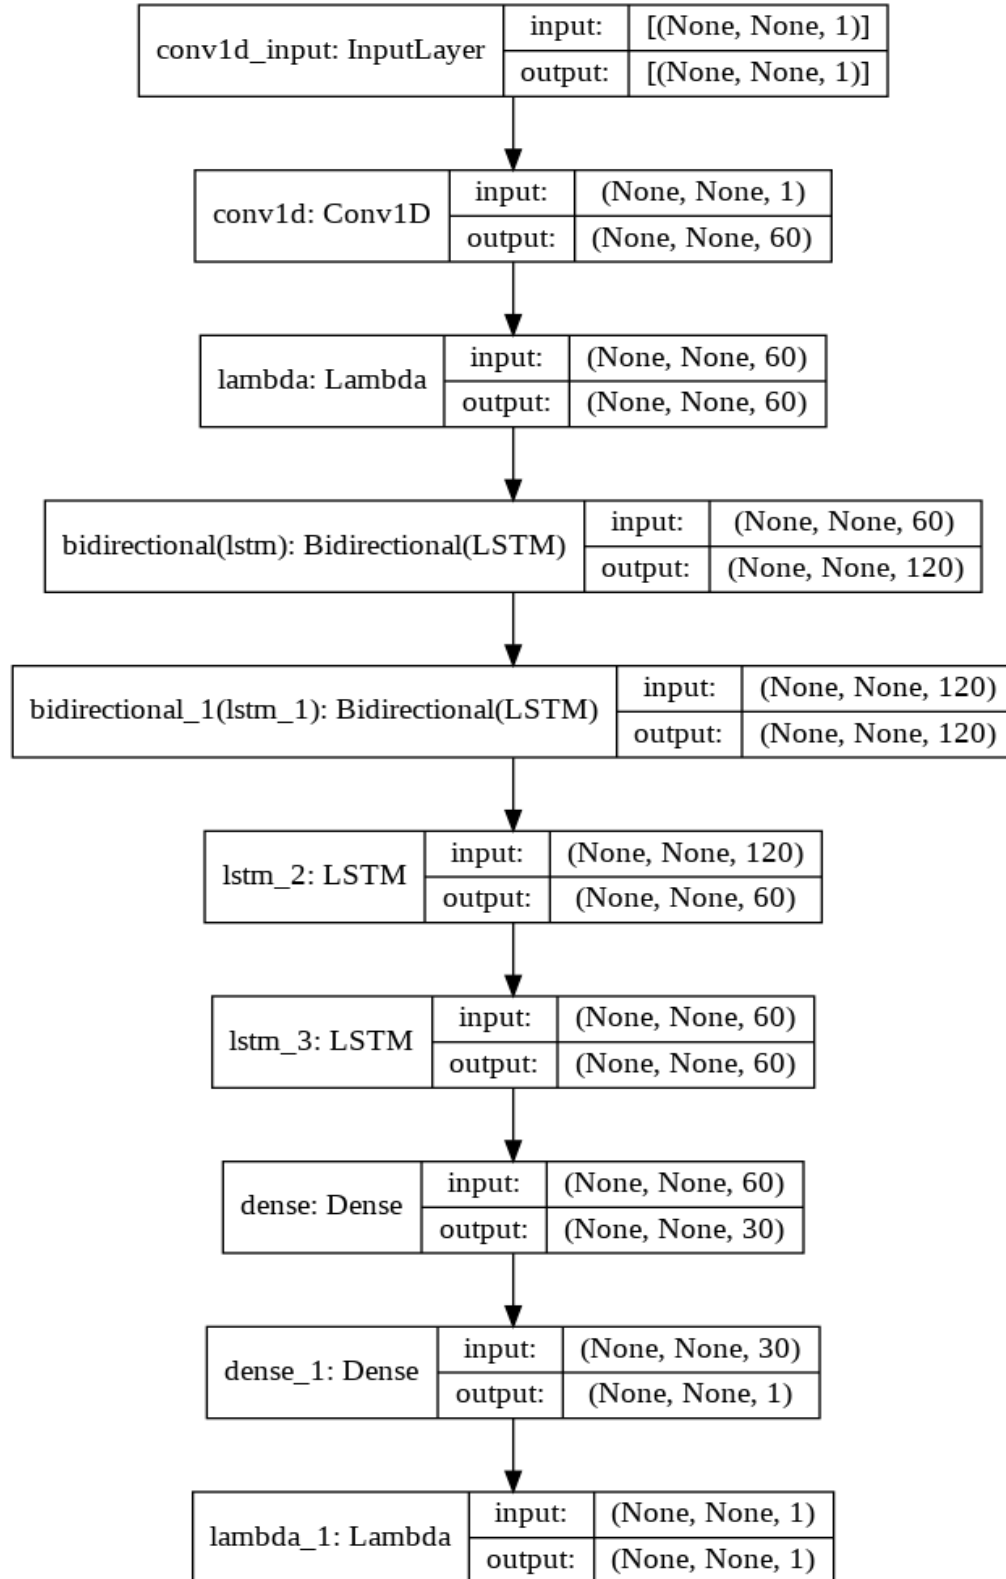 conv1d_input: InputLayer
input: [(None, None, 1)]
output: [(None, None, 1)]
conv1d: Conv1D
input: (None, None, 1)
output: (None, None, 60)
lambda: Lambda
input: (None, None, 60)
output: (None, None, 60)
bidirectional(lstm): Bidirectional(LSTM)
input: (None, None, 60)
output: (None, None, 120)
bidirectional_1(lstm_1): Bidirectional(LSTM)
input: (None, None, 120)
output: (None, None, 120)
lstm_2: LSTM
input: (None, None, 120)
output: (None, None, 60)
lstm_3: LSTM
input: (None, None, 60)
output: (None, None, 60)
dense: Dense
input: (None, None, 60)
output: (None, None, 30)
dense_1: Dense
input: (None, None, 30)
output: (None, None, 1)
lambda_1: Lambda
input: (None, None, 1)
output: (None, None, 1)